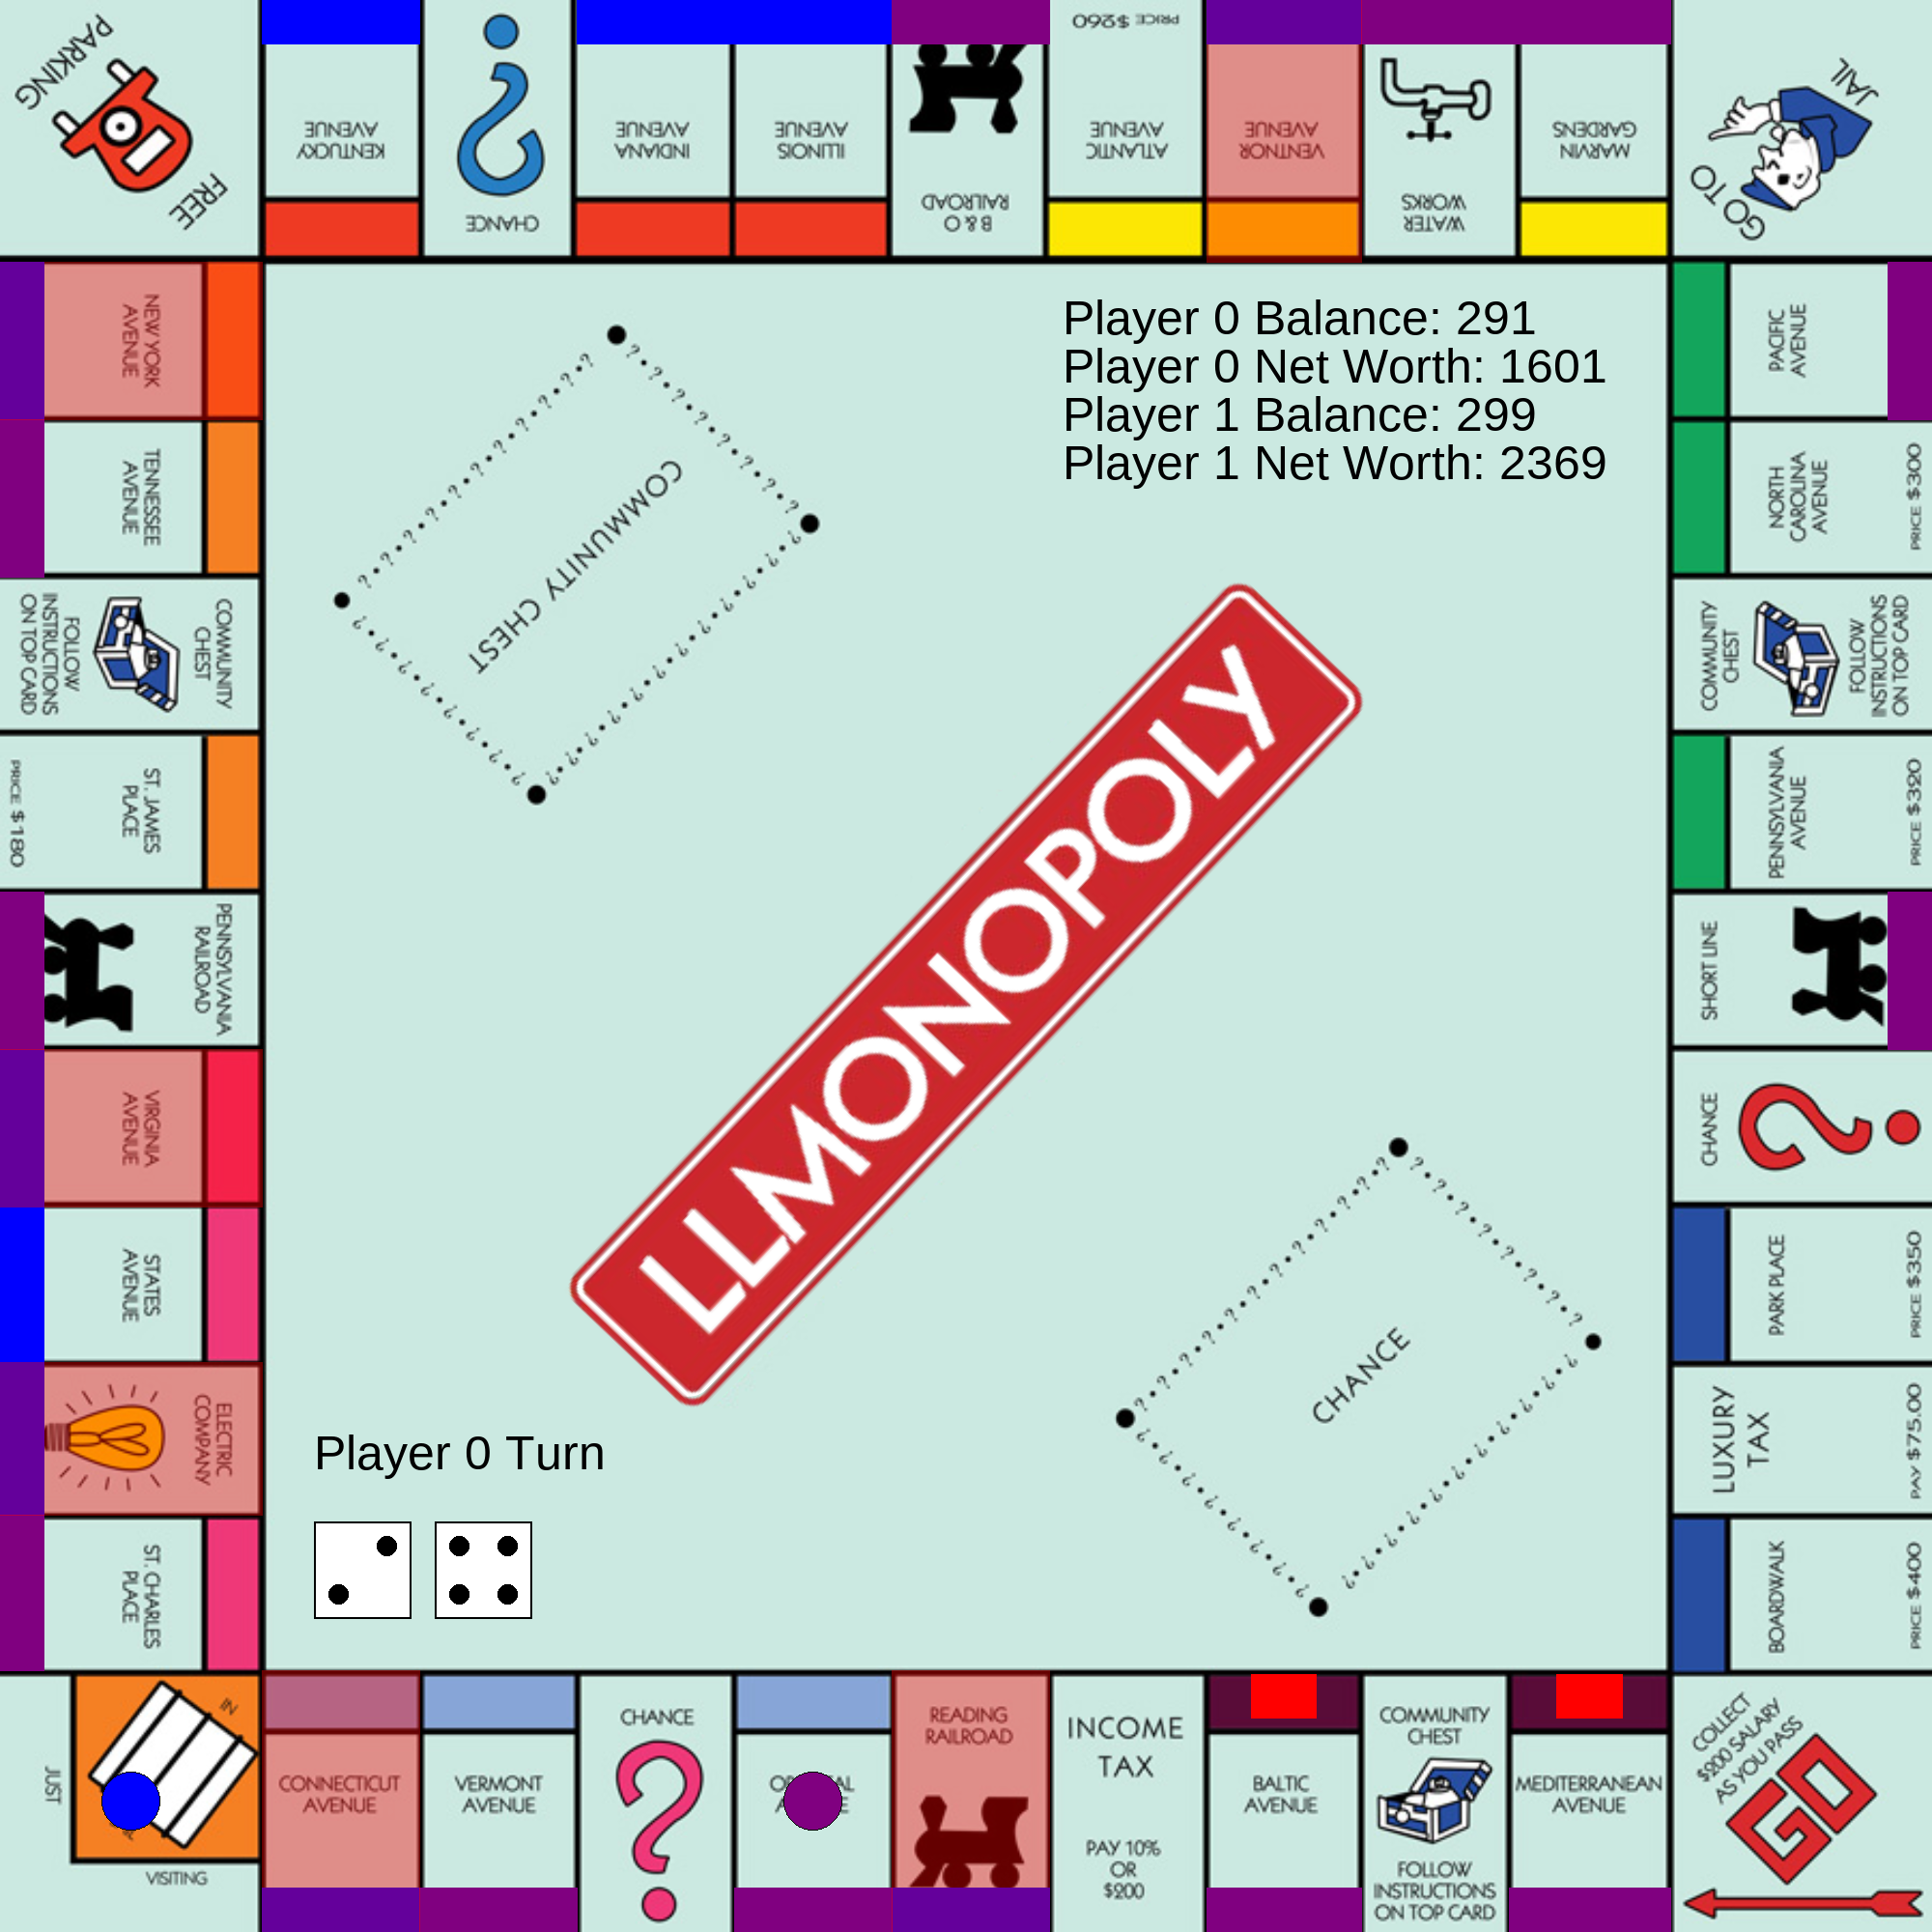 FREE
PARKING
KENTUCKY
AVENUE
CHANCE
INDIANA
AVENUE
ILLINOIS
AVENUE
B & O
RAILROAD
ATLANTIC
AVENUE
PRICE $260
VENTNOR
AVENUE
WATER
WORKS
MARVIN
GARDENS
GO TO
JAIL
NEW YORK
AVENUE
TENNESSEE
AVENUE
COMMUNITY
CHEST
FOLLOW
INSTRUCTIONS
ON TOP CARD
ST. JAMES
PLACE
PRICE $180
PENNSYLVANIA
RAILROAD
VIRGINIA
AVENUE
STATES
AVENUE
ELECTRIC
COMPANY
ST. CHARLES
PLACE
COMMUNITY CHEST
Player 0 Balance: 291
Player 0 Net Worth: 1601
Player 1 Balance: 299
Player 1 Net Worth: 2369
LLMONOPOLY
CHANCE
Player 0 Turn
PACIFIC
AVENUE
NORTH
CAROLINA
AVENUE
PRICE $300
COMMUNITY
CHEST
FOLLOW
INSTRUCTIONS
ON TOP CARD
PENNSYLVANIA
AVENUE
PRICE $320
SHORT LINE
CHANCE
PARK PLACE
PRICE $350
LUXURY
TAX
PAY $75.00
BOARDWALK
PRICE $400
JUST
VISITING
IN
CONNECTICUT
AVENUE
VERMONT
AVENUE
CHANCE
READING
RAILROAD
INCOME
TAX
PAY 10%
OR
$200
BALTIC
AVENUE
COMMUNITY
CHEST
FOLLOW
INSTRUCTIONS
ON TOP CARD
MEDITERRANEAN
AVENUE
COLLECT
$200 SALARY
AS YOU PASS
GO